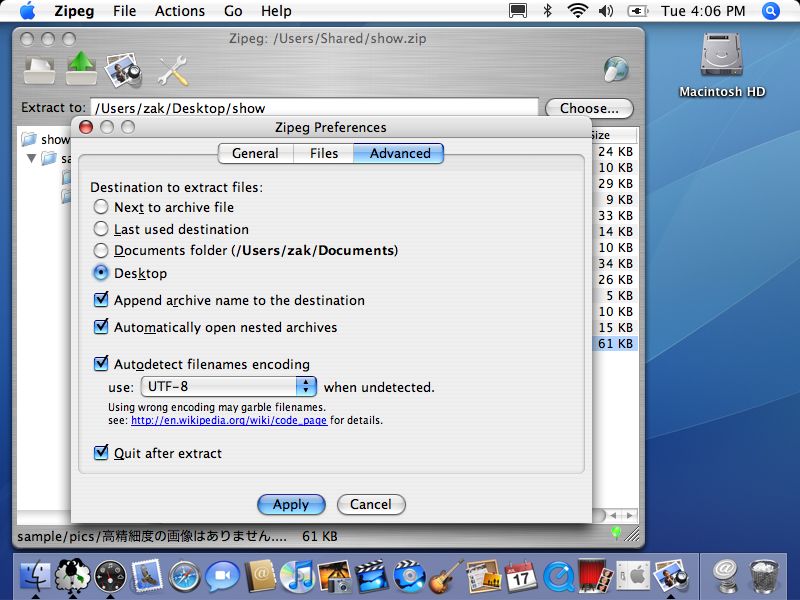 Zipeg File Actions Go Help Tue 4:06 PM
Zipeg: /Users/Shared/show.zip
Macintosh HD
Extract to: /Users/zak/Desktop/show Choose...
Zipeg Preferences
show
Size
General Files Advanced
24 KB
10 KB
29 KB
9 KB
33 KB
14 KB
10 KB
34 KB
26 KB
5 KB
10 KB
15 KB
61 KB
Destination to extract files:
Next to archive file
Last used destination
Documents folder (/Users/zak/Documents)
Desktop
Append archive name to the destination
Automatically open nested archives
Autodetect filenames encoding
use: UTF-8 when undetected.
Using wrong encoding may garble filenames.
see: http://en.wikipedia.org/wiki/code_page for details.
Quit after extract
Apply Cancel
sample/pics/高精細度の画像はありません.... 61 KB
17